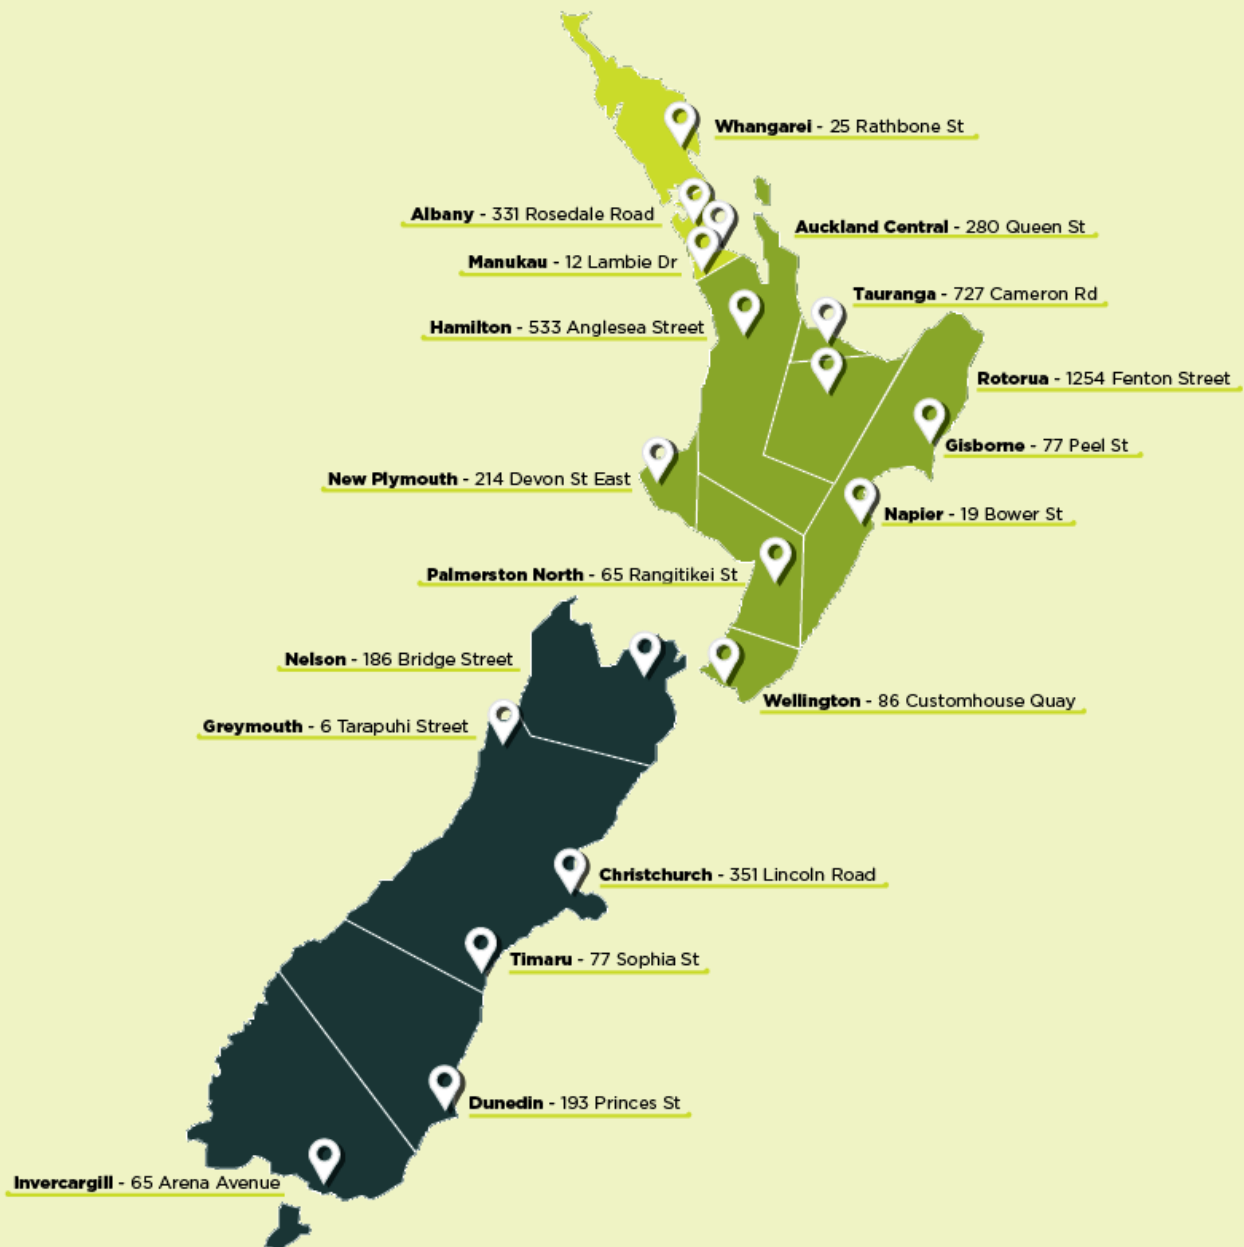 Whangarei - 25 Rathbone St
Albany - 331 Rosedale Road
Auckland Central - 280 Queen St
Manukau - 12 Lambie Dr
Tauranga - 727 Cameron Rd
Hamilton - 533 Anglesea Street
Rotorua - 1254 Fenton Street
Gisborne - 77 Peel St
New Plymouth - 214 Devon St East
Napier - 19 Bower St
Palmerston North - 65 Rangitikei St
Nelson - 186 Bridge Street
Wellington - 86 Customhouse Quay
Greymouth - 6 Tarapuhi Street
Christchurch - 351 Lincoln Road
Timaru - 77 Sophia St
Dunedin - 193 Princes St
Invercargill - 65 Arena Avenue